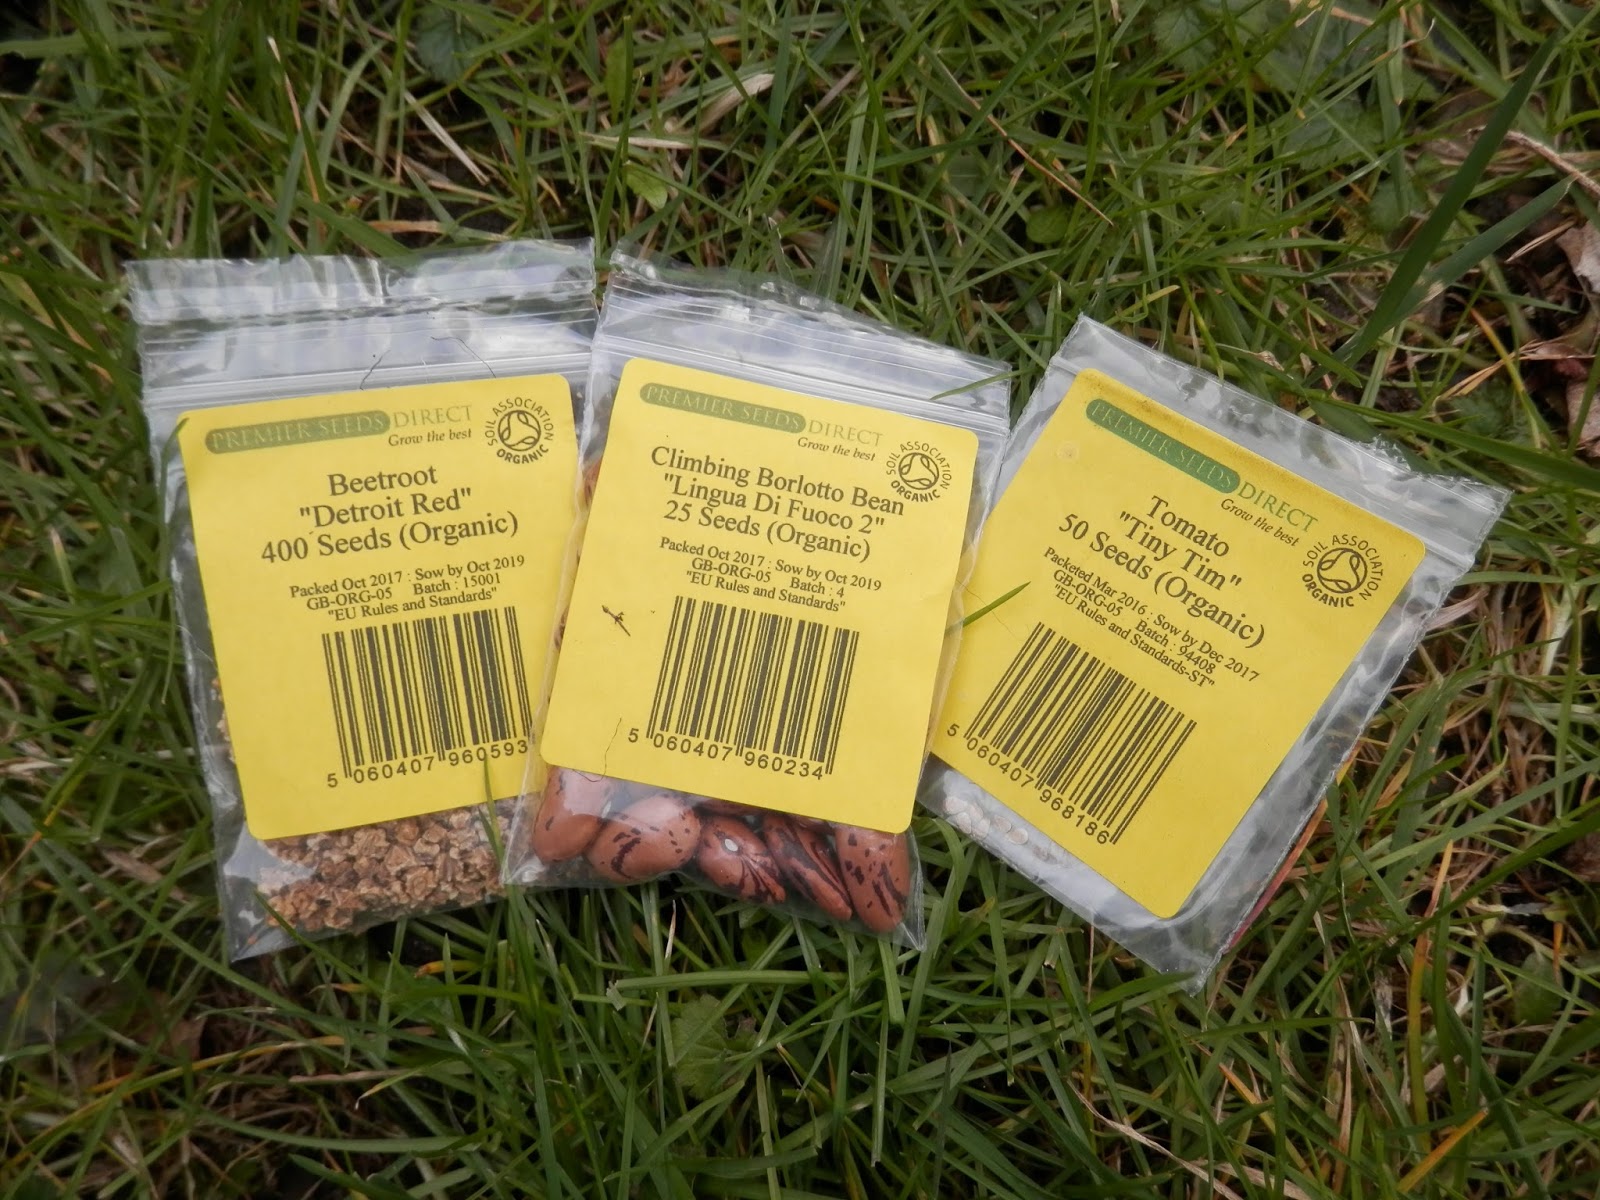 PREMIER SEEDS DIRECT
Grow the best
SOIL ASSOCIATION
ORGANIC
Beetroot
"Detroit Red"
400 Seeds (Organic)
Packed Oct 2017 : Sow by Oct 2019
GB-ORG-05 Batch : 15001
"EU Rules and Standards"
5 060407 960593
PREMIER SEEDS DIRECT
Grow the best
SOIL ASSOCIATION
ORGANIC
Climbing Borlotto Bean
"Lingua Di Fuoco 2"
25 Seeds (Organic)
Packed Oct 2017 : Sow by Oct 2019
GB-ORG-05 Batch : 4
"EU Rules and Standards"
5 060407 960234
PREMIER SEEDS DIRECT
Grow the best
SOIL ASSOCIATION
ORGANIC
Tomato
"Tiny Tim"
50 Seeds (Organic)
Packeted Mar 2016 : Sow by Dec 2017
GB-ORG-05 Batch : 94408
"EU Rules and Standards-ST"
5 060407 968186